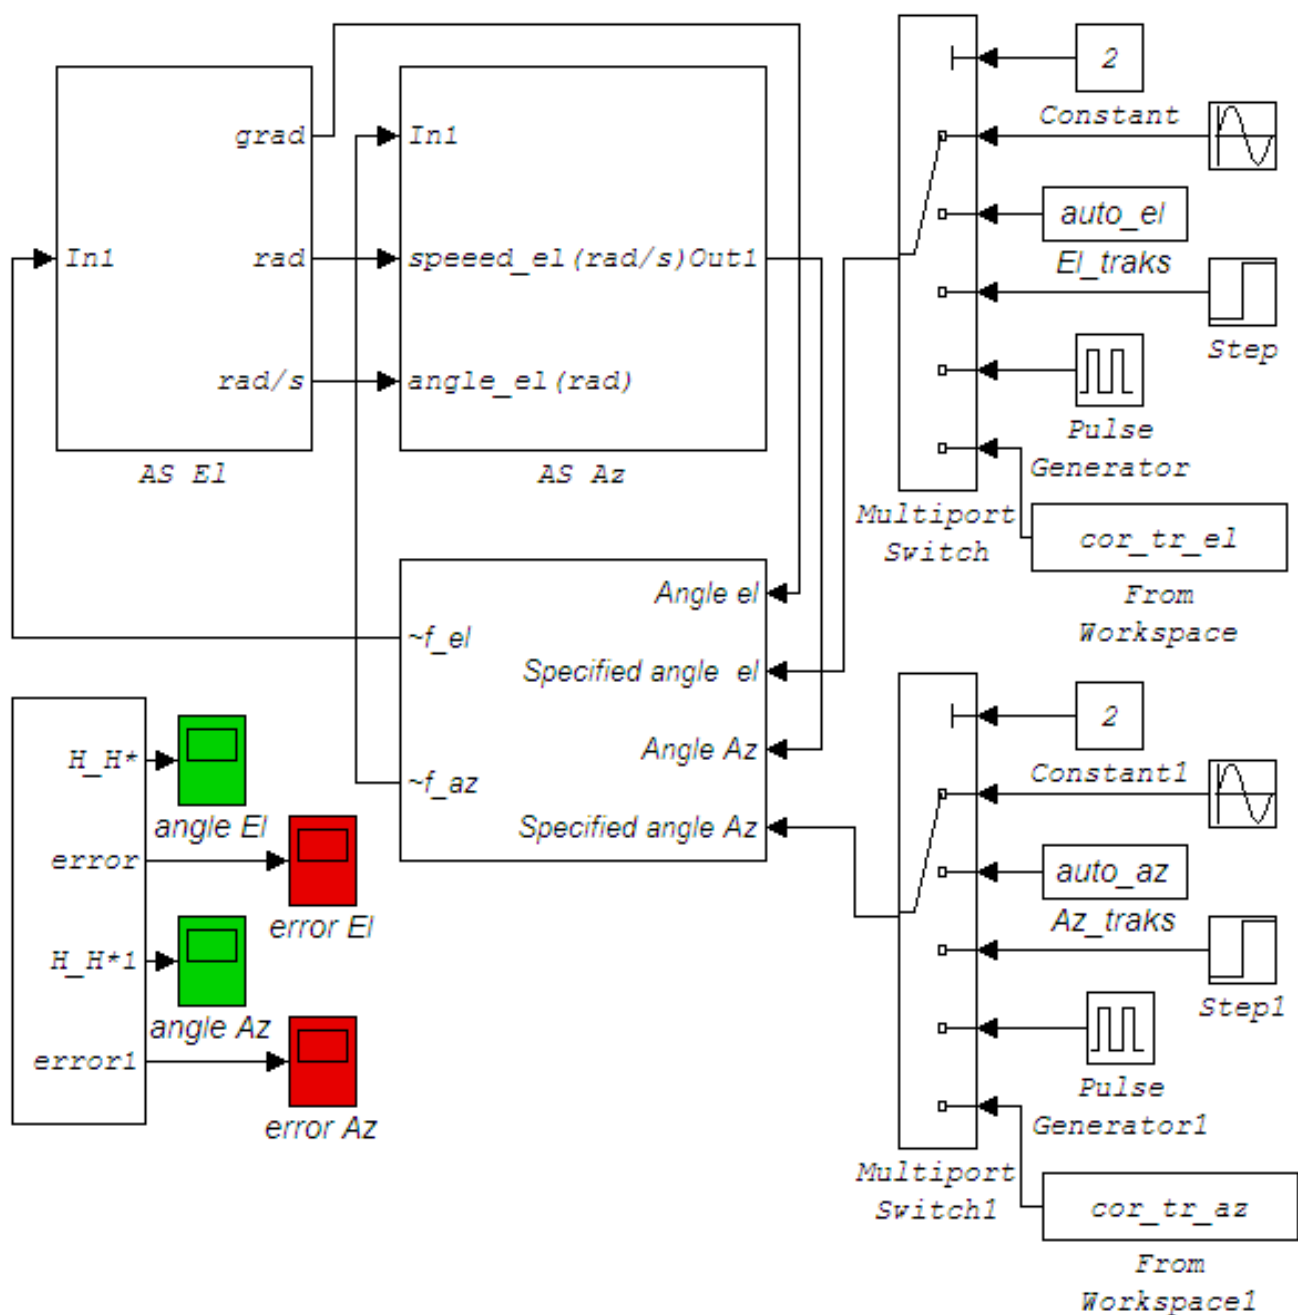 grad
In1
rad
rad/s
AS El
In1
speeed_el(rad/s)Out1
angle_el(rad)
AS Az
2
Constant
auto_el
El_traks
Step
Pulse
Generator
Multiport
Switch
cor_tr_el
From
Workspace
Angle el
~f_el
Specified angle  el
Angle Az
~f_az
Specified angle Az
H_H*
angle El
error
error El
H_H*1
angle Az
error1
error Az
2
Constant1
auto_az
Az_traks
Step1
Pulse
Generator1
Multiport
Switch1
cor_tr_az
From
Workspace1